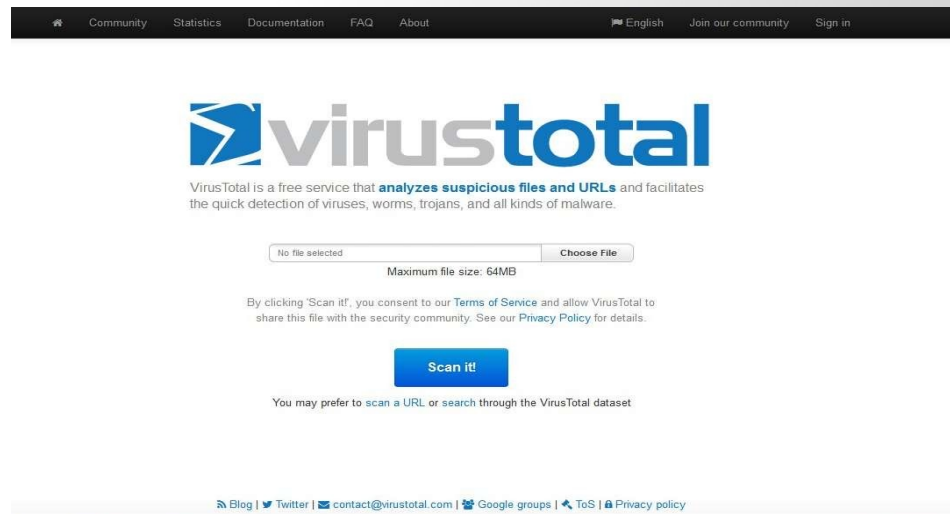 Community Statistics Documentation FAQ About English Join our community Sign in
virustotal
VirusTotal is a free service that analyzes suspicious files and URLs and facilitates
the quick detection of viruses, worms, trojans, and all kinds of malware.
No file selected Choose File
Maximum file size: 64MB
By clicking 'Scan it!', you consent to our Terms of Service and allow VirusTotal to
share this file with the security community. See our Privacy Policy for details.
Scan it!
You may prefer to scan a URL or search through the VirusTotal dataset
Blog | Twitter | contact@virustotal.com | Google groups | ToS | Privacy policy